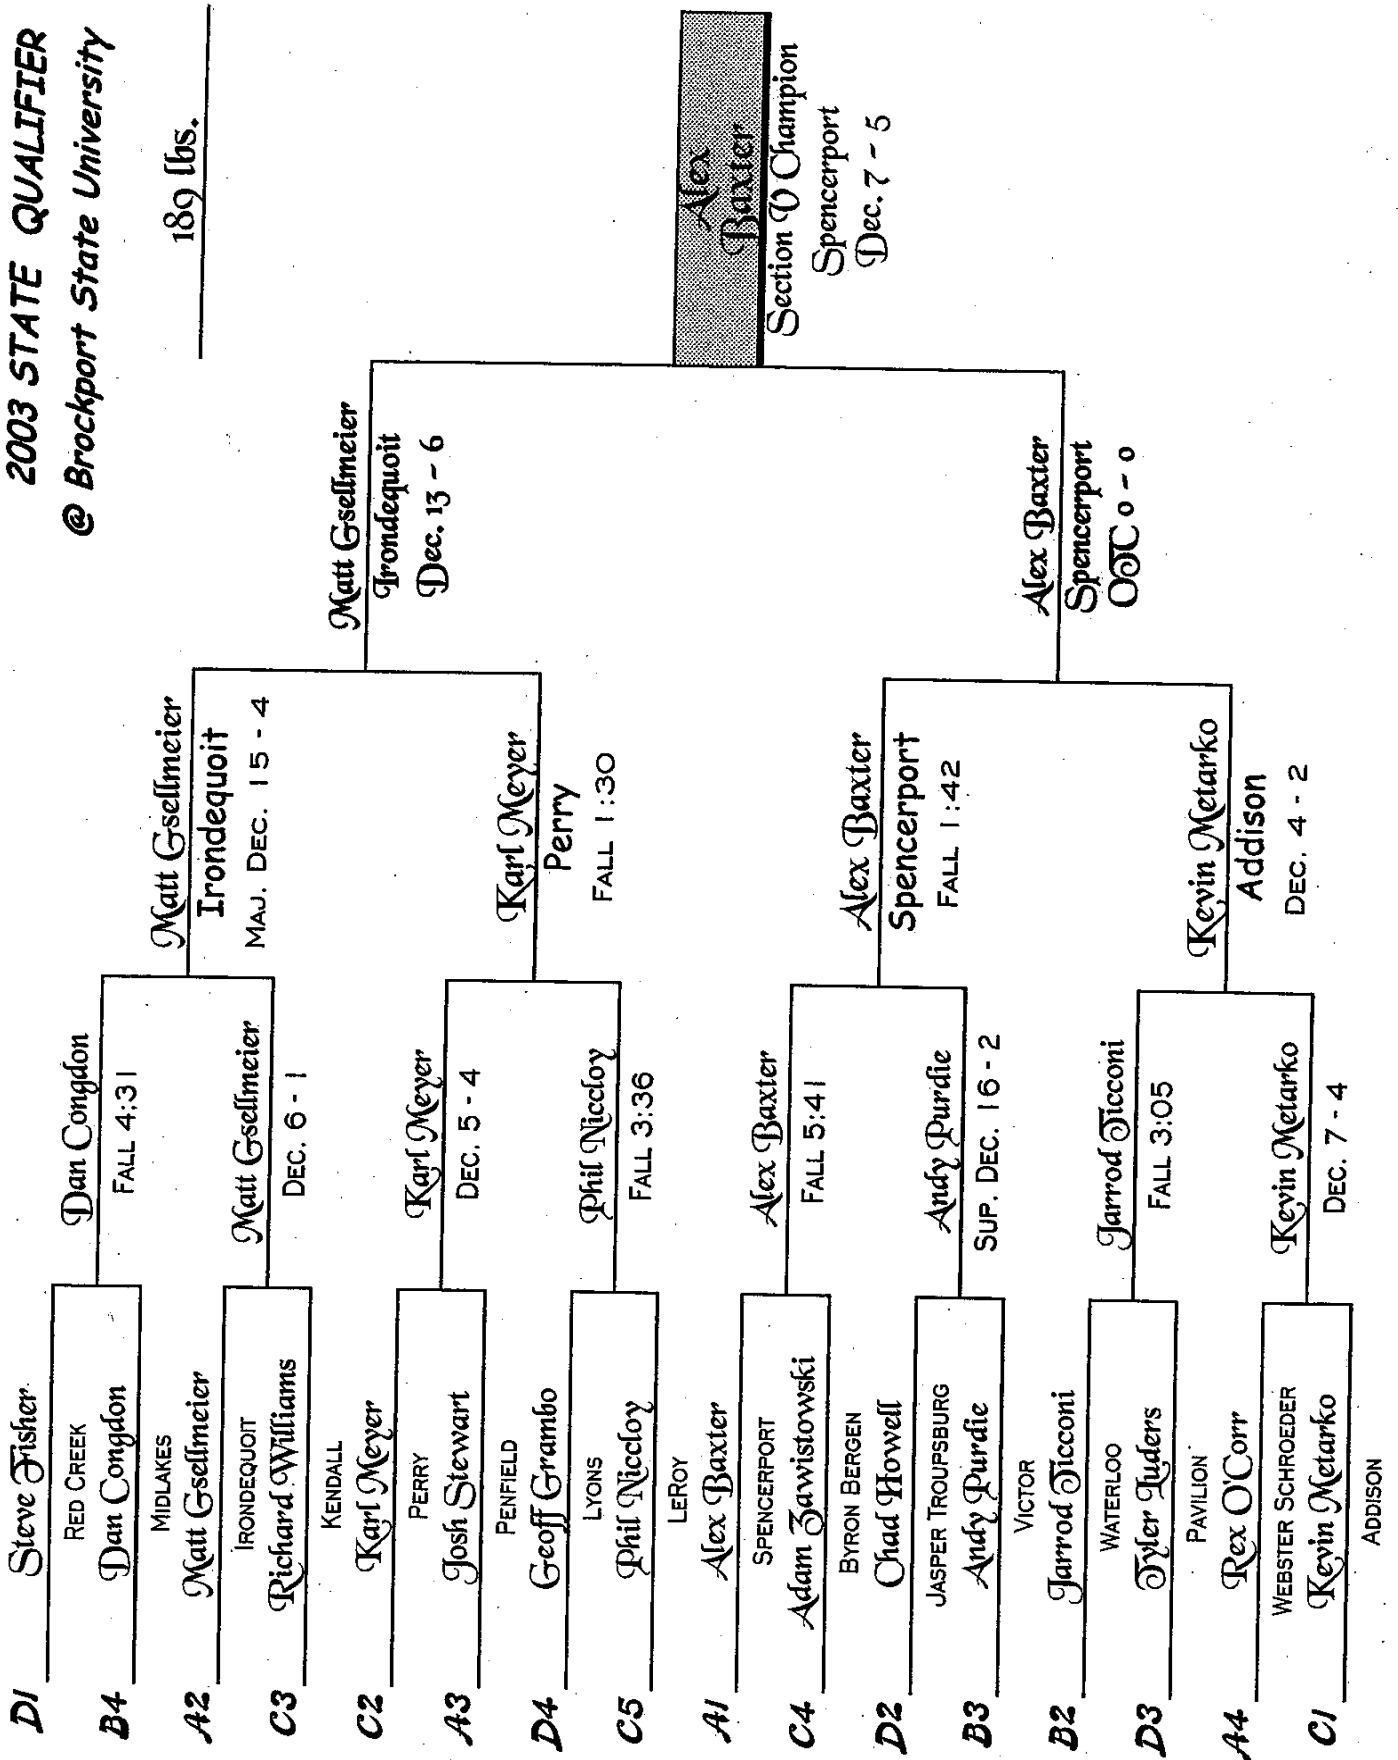 2003 STATE QUALIFIER
@ Brockport State University
189 lbs.
D1 Steve Fisher
RED CREEK
B4 Dan Congdon
MIDLAKES
A2 Matt Gsellmeier
IRONDEQUOIT
C3 Richard Williams
KENDALL
C2 Karl Meyer
PERRY
A3 Josh Stewart
PENFIELD
D4 Geoff Grambo
LYONS
C5 Phil Niccloy
LEROY
A1 Alex Baxter
SPENCERPORT
C4 Adam Zawistowski
BYRON BERGEN
D2 Chad Howell
JASPER TROUPSBURG
B3 Andy Purdie
VICTOR
B2 Jarrod Ticconi
WATERLOO
D3 Tyler Luders
PAVILION
A4 Rex O'Corr
WEBSTER SCHROEDER
C1 Kevin Metarko
ADDISON
Dan Congdon
FALL 4:31
Matt Gsellmeier
DEC. 6 - 1
Karl Meyer
DEC. 5 - 4
Phil Niccloy
FALL 3:36
Alex Baxter
FALL 5:41
Andy Purdie
SUP. DEC. 16 - 2
Jarrod Ticconi
FALL 3:05
Kevin Metarko
DEC. 7 - 4
Matt Gsellmeier
Irondequoit
MAJ. DEC. 15 - 4
Karl Meyer
Perry
FALL 1:30
Alex Baxter
Spencerport
FALL 1:42
Kevin Metarko
Addison
DEC. 4 - 2
Matt Gsellmeier
Irondequoit
Dec. 13 - 6
Alex Baxter
Spencerport
OTC 0 - 0
Alex
Baxter
Section V Champion
Spencerport
Dec. 7 - 5